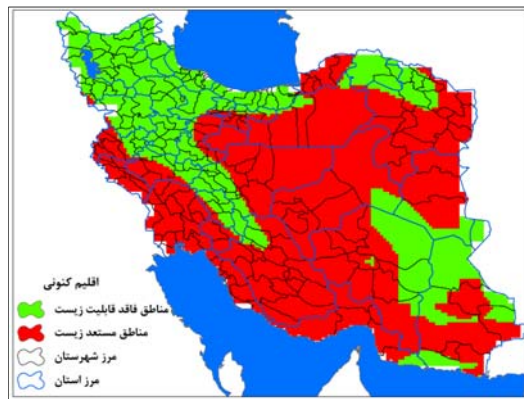 اقلیم کنونی
مناطق فاقد قابلیت زیست
مناطق مستعد زیست
مرز شهرستان
مرز استان